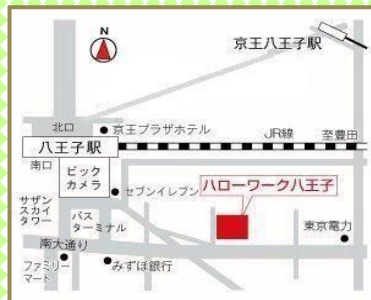 N
京王八王子駅
北口
京王プラザホテル
八王子駅
JR線
至豊田
南口
ビック
カメラ
セブンイレブン
ハローワーク八王子
サザン
スカイ
タワー
バス
ターミナル
東京電力
南大通り
ファミリー
マート
みずほ銀行